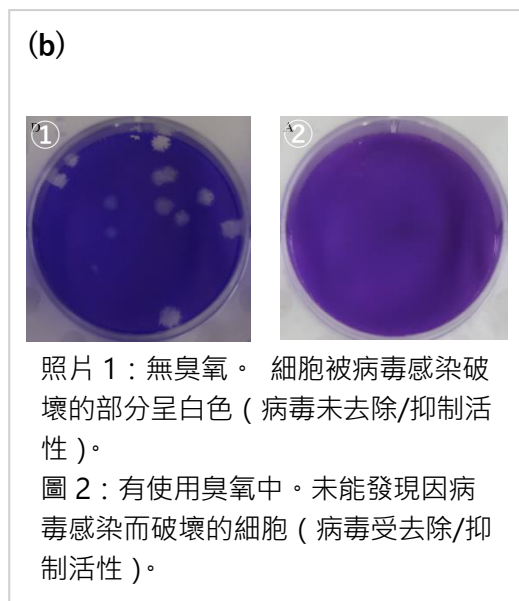 (b)
D ①
A ②
照片 1：無臭氧。 細胞被病毒感染破
壞的部分呈白色 ( 病毒未去除/抑制活
性 )。
圖 2：有使用臭氧中。未能發現因病
毒感染而破壞的細胞 ( 病毒受去除/抑
制活性 )。